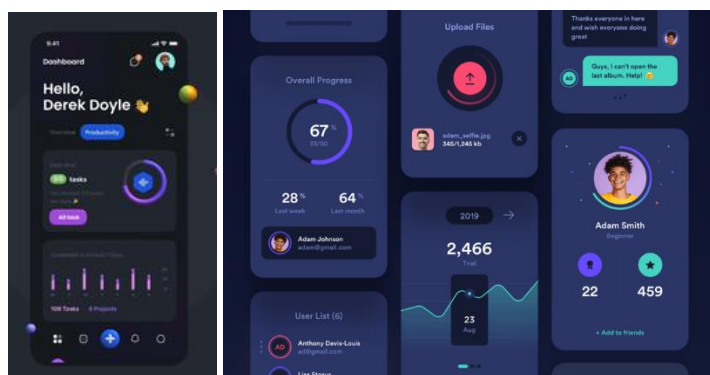 9:41
Dashboard
Hello,
Derek Doyle 👋
Overview
Productivity
tasks
Add task
109 Tasks
8 Projects
Overall Progress
67 %
33/50
28 %
Last week
64 %
Last month
Adam Johnson
adam@gmail.com
User List (6)
AD
Anthony Davis-Louis
ad@gmail.com
Upload Files
adam_selfie.jpg
345/1,245 kb
2019
2,466
Trial
23
Aug
Thanks everyone in here
and wish everyone doing
great
AD
Guys, I can't open the
last album. Help!
Adam Smith
Beginner
22
459
+ Add to friends